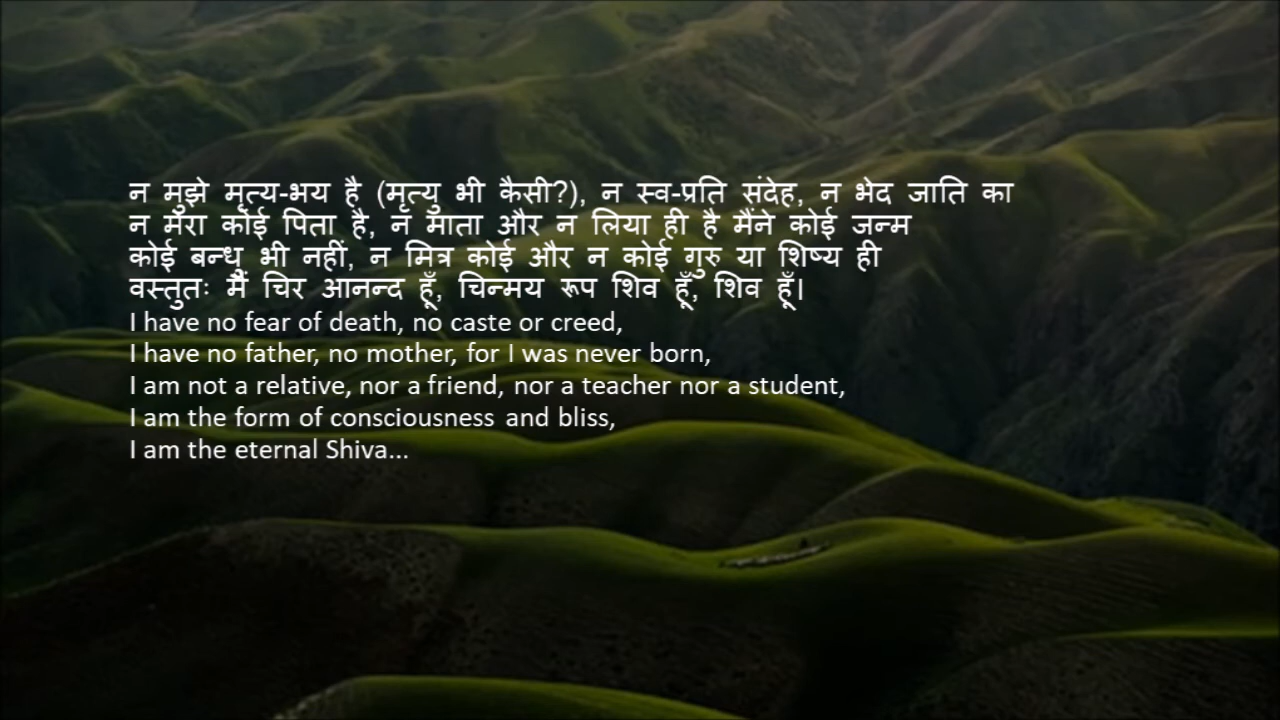 न मुझे मृत्य-भय है (मृत्यु भी कैसी?), न स्व-प्रति संदेह, न भेद जाति का
न मेरा कोई पिता है, न माता और न लिया ही है मैंने कोई जन्म
कोई बन्धु भी नहीं, न मित्र कोई और न कोई गुरु या शिष्य ही
वस्तुतः मैं चिर आनन्द हूँ, चिन्मय रूप शिव हूँ, शिव हूँ।
I have no fear of death, no caste or creed,
I have no father, no mother, for I was never born,
I am not a relative, nor a friend, nor a teacher nor a student,
I am the form of consciousness and bliss,
I am the eternal Shiva...